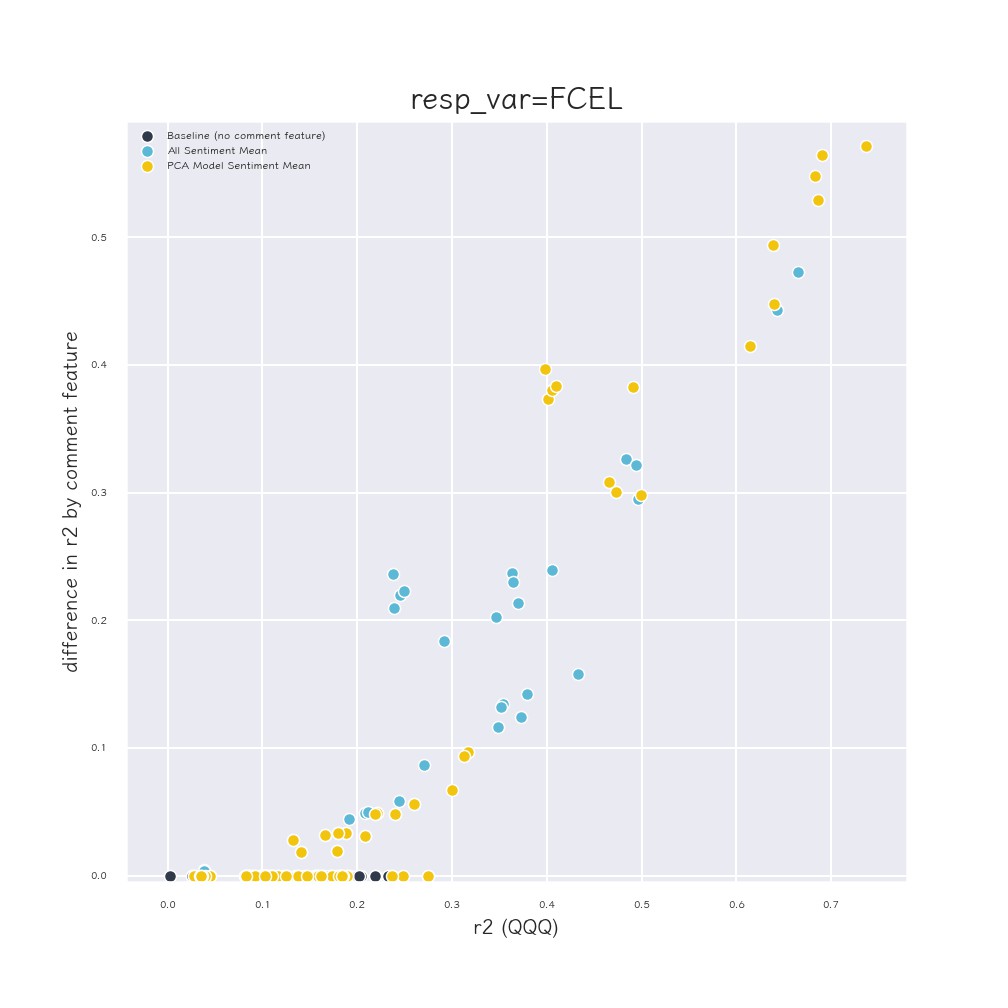 resp_var=FCEL
Baseline (no comment feature)
All Sentiment Mean
PCA Model Sentiment Mean
difference in r2 by comment feature
0.5
0.4
0.3
0.2
0.1
0.0
0.0 0.1 0.2 0.3 0.4 0.5 0.6 0.7
r2 (QQQ)